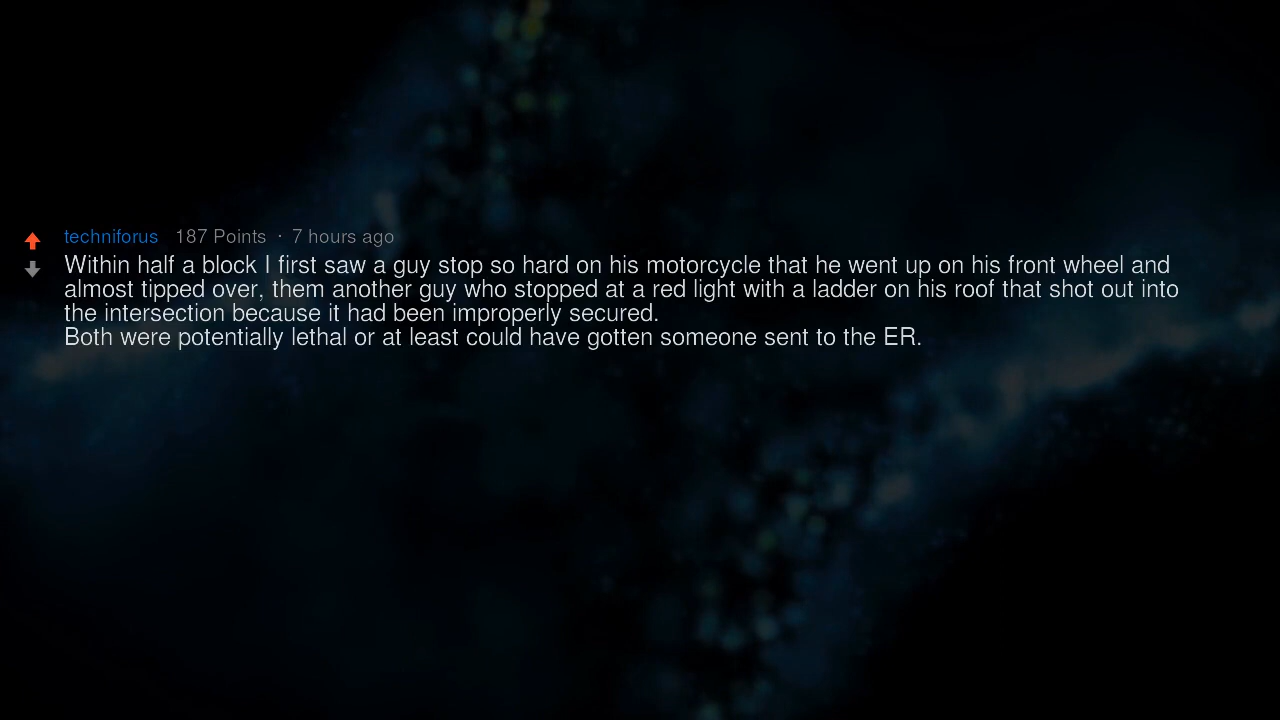 techniforus 187 Points · 7 hours ago
Within half a block I first saw a guy stop so hard on his motorcycle that he went up on his front wheel and
almost tipped over, them another guy who stopped at a red light with a ladder on his roof that shot out into
the intersection because it had been improperly secured.
Both were potentially lethal or at least could have gotten someone sent to the ER.